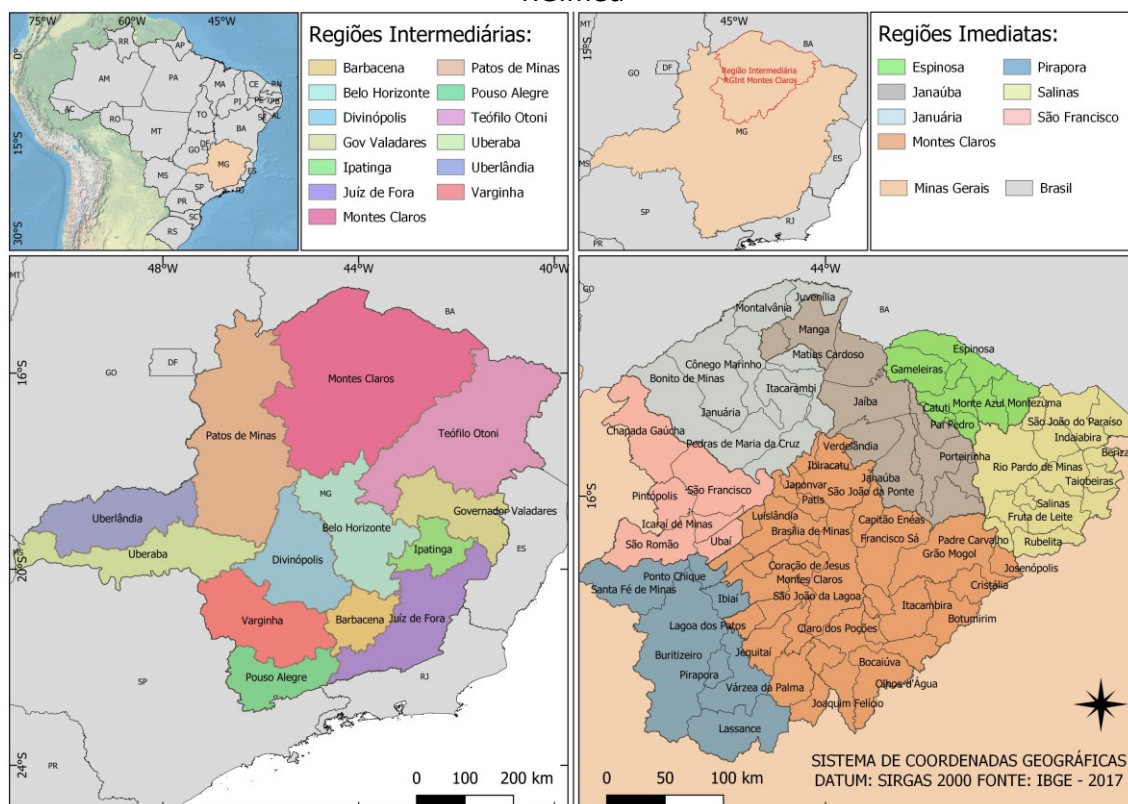 75°W 60°W 45°W
0°
15°S
30°S
RR
AP
AM
PA
MA
CE
RN
PB
PE
AL
SE
PI
AC
RO
TO
BA
MT
DF
GO
MG
ES
MS
SP
RJ
PR
SC
RS
Regiões Intermediárias:
Barbacena
Belo Horizonte
Divinópolis
Gov Valadares
Ipatinga
Juíz de Fora
Montes Claros
Patos de Minas
Pouso Alegre
Teófilo Otoni
Uberaba
Uberlândia
Varginha
45°W
15°S
MT
BA
GO
DF
Região Intermediária
RGInt Montes Claros
MG
ES
MS
SP
RJ
PR
Regiões Imediatas:
Espinosa
Janaúba
Januária
Montes Claros
Pirapora
Salinas
São Francisco
Minas Gerais
Brasil
48°W 44°W 40°W
16°S
20°S
24°S
MT
BA
DF
GO
Montes Claros
Patos de Minas
Teófilo Otoni
MG
Uberlândia
Belo Horizonte
Governador Valadares
Uberaba
Ipatinga
ES
Divinópolis
Varginha
Barbacena
Juíz de Fora
Pouso Alegre
SP
RJ
PR
0 100 200 km
44°W
16°S
GO
BA
Juvenília
Montalvânia
Manga
Cônego Marinho
Matias Cardoso
Espinosa
Gameleiras
Bonito de Minas
Itacarambi
Jaíba
Catuti
Monte Azul
Montezuma
Januária
Pai Pedro
São João do Paraíso
Chapada Gaúcha
Pedras de Maria da Cruz
Verdelândia
Indaiabira
Porteirinha
Beriza
Ibiracatu
Rio Pardo de Minas
Taiobeiras
Pintópolis
São Francisco
Japonvar
Janaúba
São João da Ponte
Patis
Salinas
Icaraí de Minas
Luislândia
Capitão Enéas
Fruta de Leite
São Romão
Ubaí
Brasília de Minas
Francisco Sá
Padre Carvalho
Rubelita
Grão Mogol
Josenópolis
Ponto Chique
Coração de Jesus
Santa Fé de Minas
Montes Claros
Cristália
Ibiaí
São João da Lagoa
Itacambira
Botumirim
Lagoa dos Patos
Claro dos Poções
Buritizeiro
Jequitaí
Bocaiúva
Pirapora
Olhos-d'Água
Várzea da Palma
Joaquim Felício
Lassance
SISTEMA DE COORDENADAS GEOGRÁFICAS
DATUM: SIRGAS 2000 FONTE: IBGE - 2017
0 50 100 km